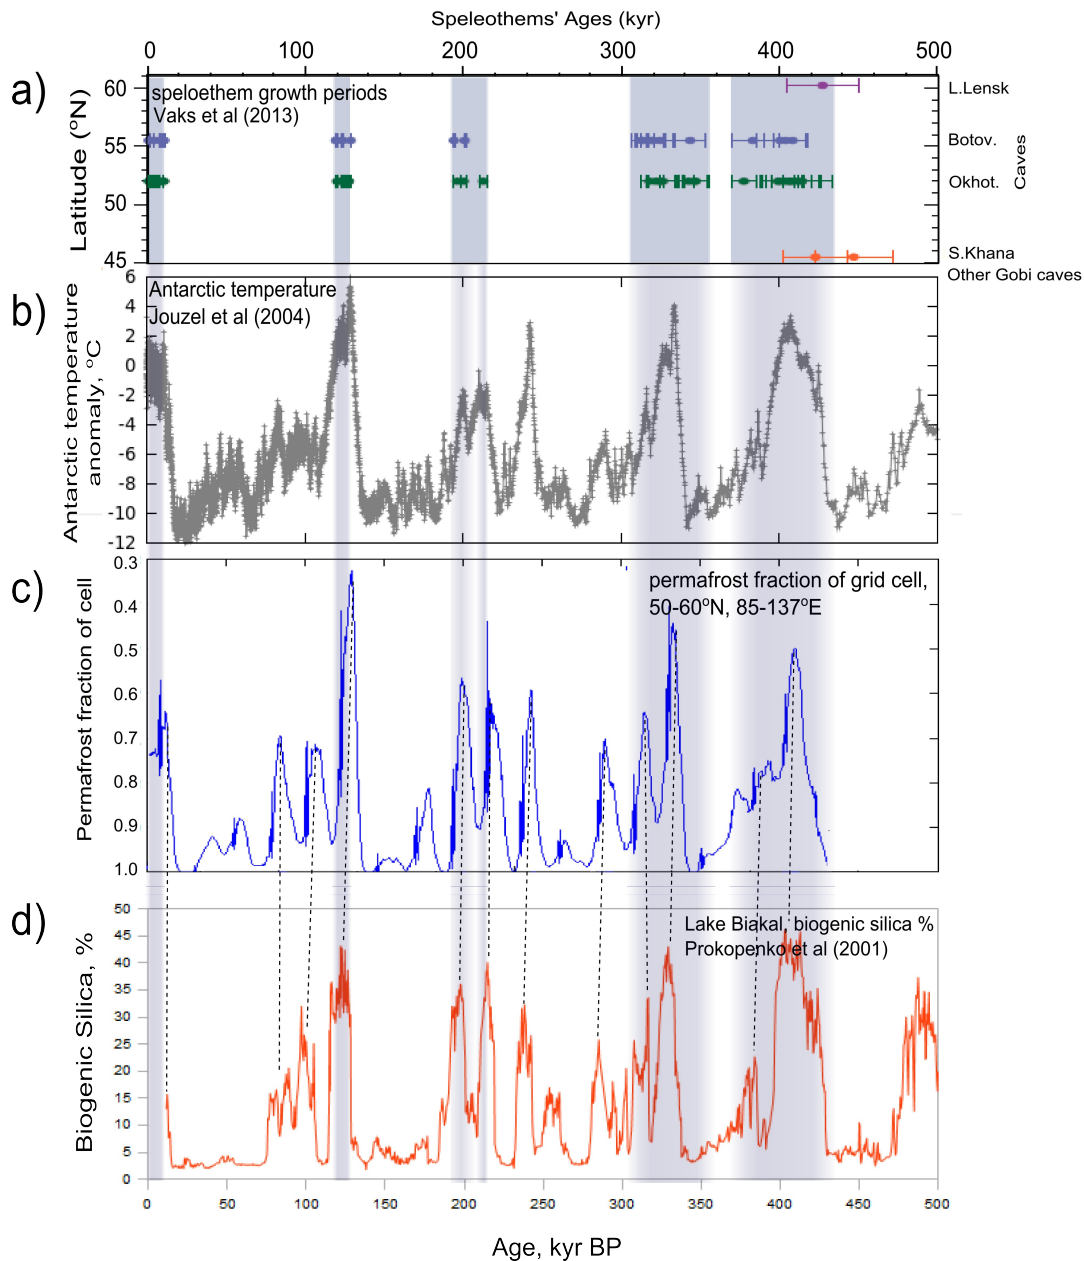 Speleothems' Ages (kyr)
0 100 200 300 400 500
a)
Latitude (ºN)
60
55
50
45
speloethem growth periods
Vaks et al (2013)
L.Lensk
Botov.
Okhot.
S.Khana
Other Gobi caves
Caves
b)
Antarctic temperature
anomaly, ºC
6
4
2
0
-2
-4
-6
-8
-10
-12
Antarctic temperature
Jouzel et al (2004)
c)
Permafrost fraction of cell
0.3
0.4
0.5
0.6
0.7
0.8
0.9
1.0
permafrost fraction of grid cell,
50-60ºN, 85-137ºE
d)
Biogenic Silica, %
50
45
40
35
30
25
20
15
10
5
0
Lake Biakal, biogenic silica %
Prokopenko et al (2001)
0 50 100 150 200 250 300 350 400 450 500
Age, kyr BP